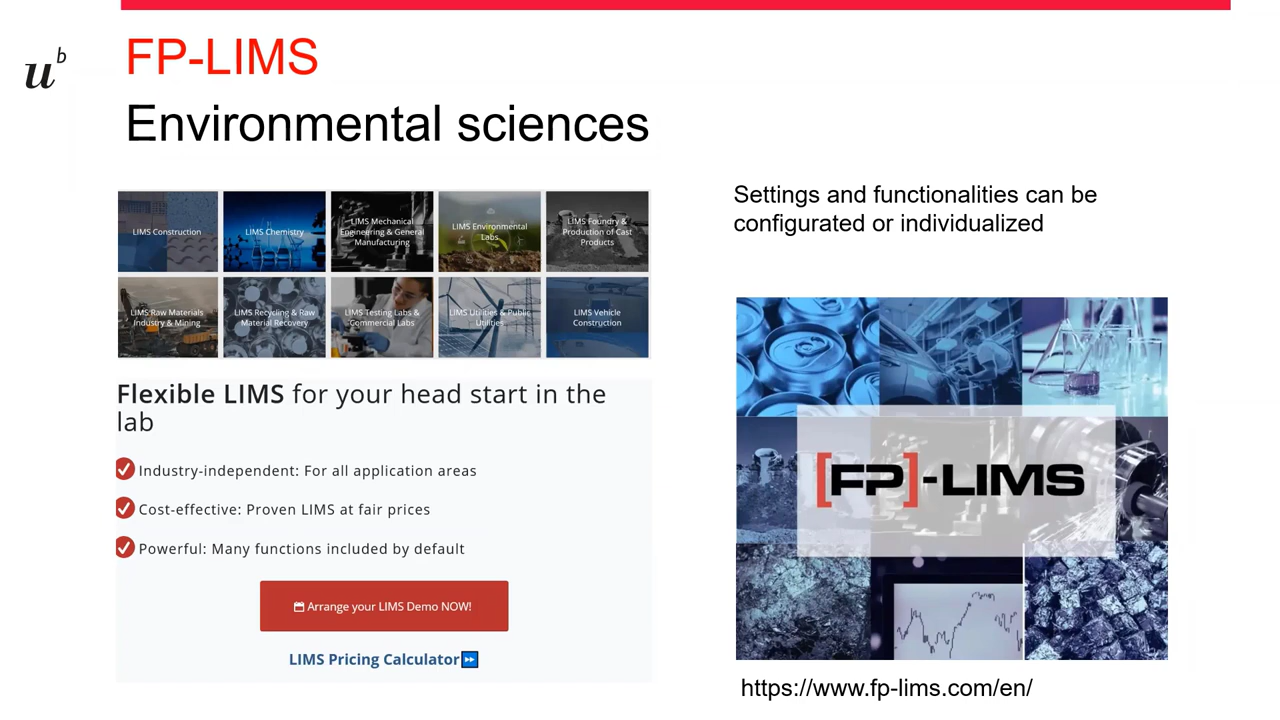 u b
FP-LIMS
Environmental sciences
LIMS Construction
LIMS Chemistry
LIMS Mechanical
Engineering & General
Manufacturing
LIMS Environmental
Labs
LIMS Foundry &
Production of Cast
Products
LIMS Raw Materials
Industry & Mining
LIMS Recycling & Raw
Material Recovery
LIMS Testing Labs &
Commercial Labs
LIMS Utilities & Public
Utilities
LIMS Vehicle
Construction
Flexible LIMS for your head start in the
lab
Industry-independent: For all application areas
Cost-effective: Proven LIMS at fair prices
Powerful: Many functions included by default
Arrange your LIMS Demo NOW!
LIMS Pricing Calculator
Settings and functionalities can be
configurated or individualized
[FP]-LIMS
https://www.fp-lims.com/en/